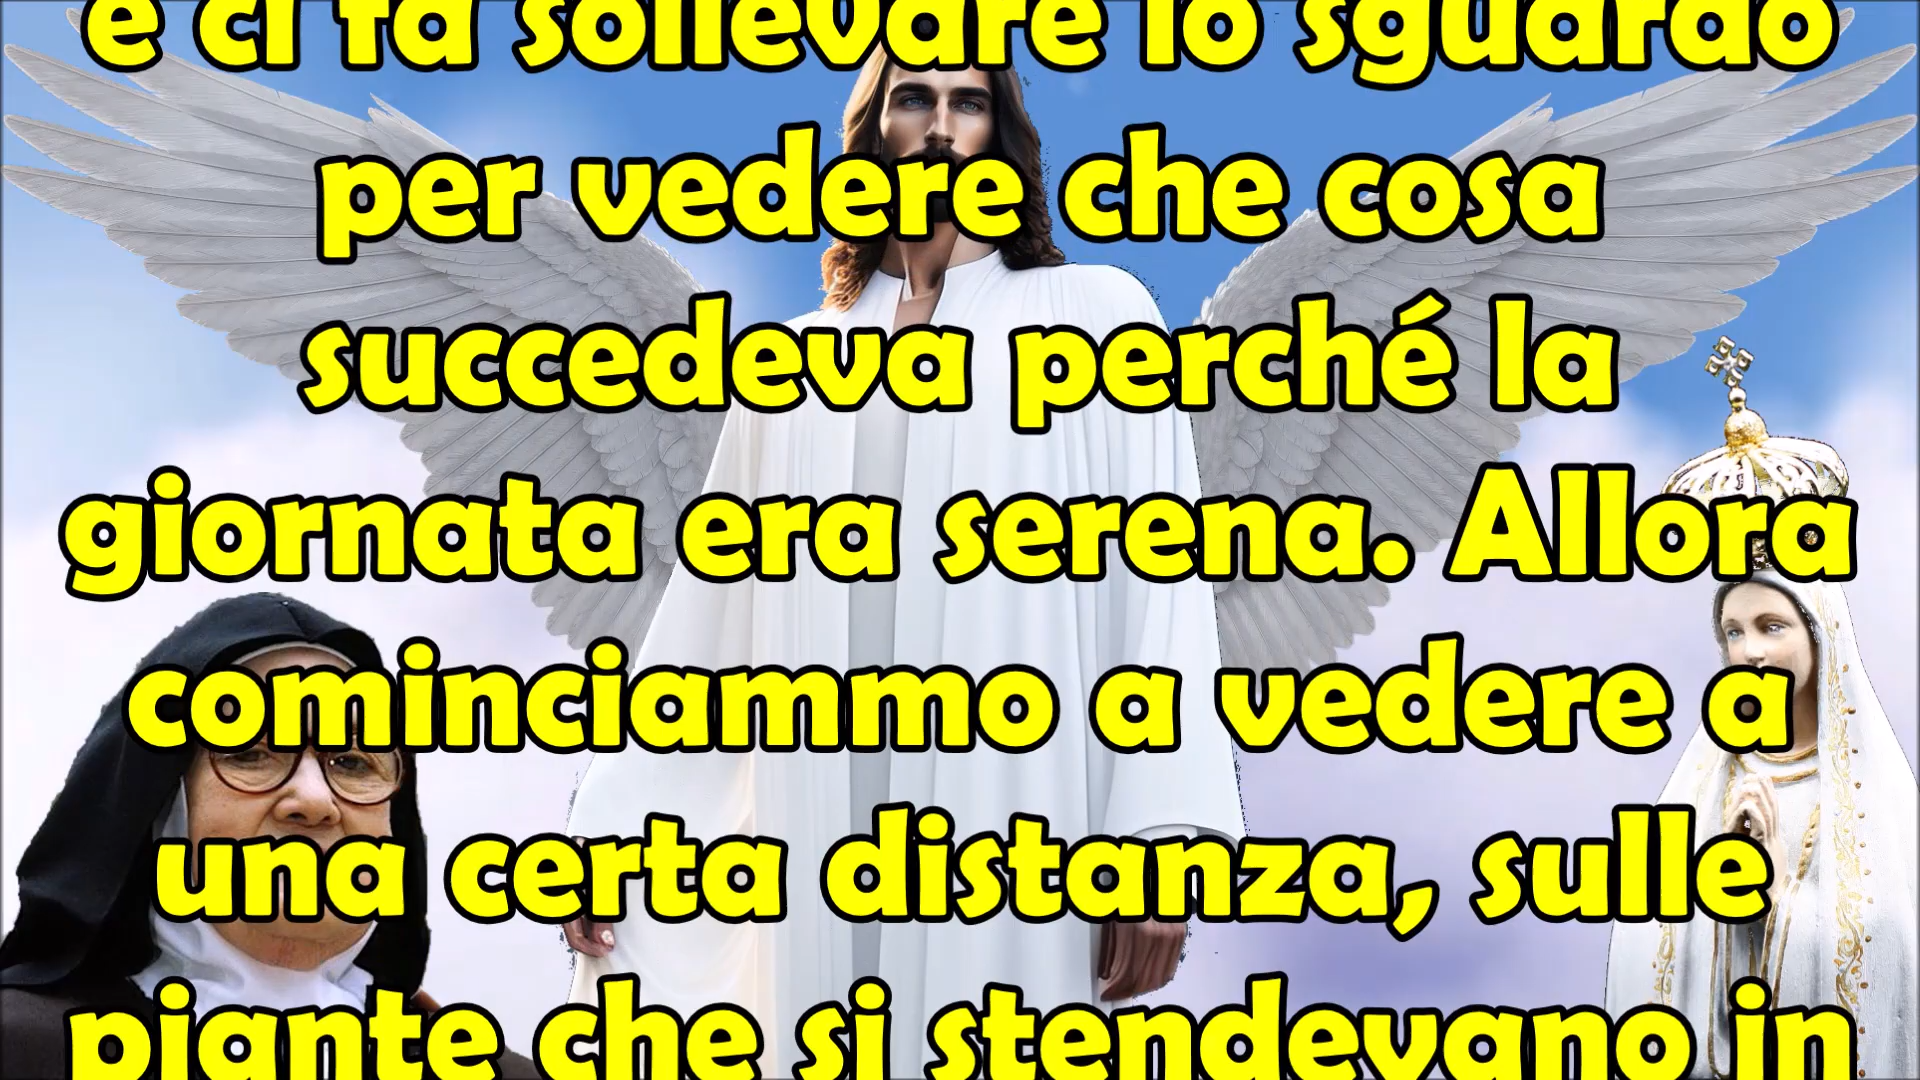 e ci fa sollevare lo sguardo
per vedere che cosa
succedeva perché la
giornata era serena. Allora
cominciammo a vedere a
una certa distanza, sulle
piante che si stendevano in